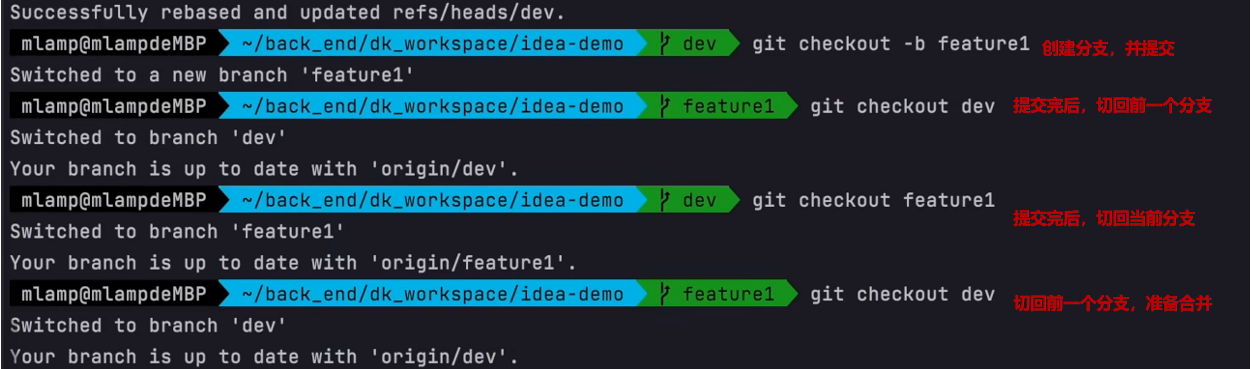 Successfully rebased and updated refs/heads/dev.
mlamp@mlampdeMBP ~/back_end/dk_workspace/idea-demo dev git checkout -b feature1 创建分支，并提交
Switched to a new branch 'feature1'
mlamp@mlampdeMBP ~/back_end/dk_workspace/idea-demo feature1 git checkout dev 提交完后，切回前一个分支
Switched to branch 'dev'
Your branch is up to date with 'origin/dev'.
mlamp@mlampdeMBP ~/back_end/dk_workspace/idea-demo dev git checkout feature1
提交完后，切回当前分支
Switched to branch 'feature1'
Your branch is up to date with 'origin/feature1'.
mlamp@mlampdeMBP ~/back_end/dk_workspace/idea-demo feature1 git checkout dev 切回前一个分支，准备合并
Switched to branch 'dev'
Your branch is up to date with 'origin/dev'.